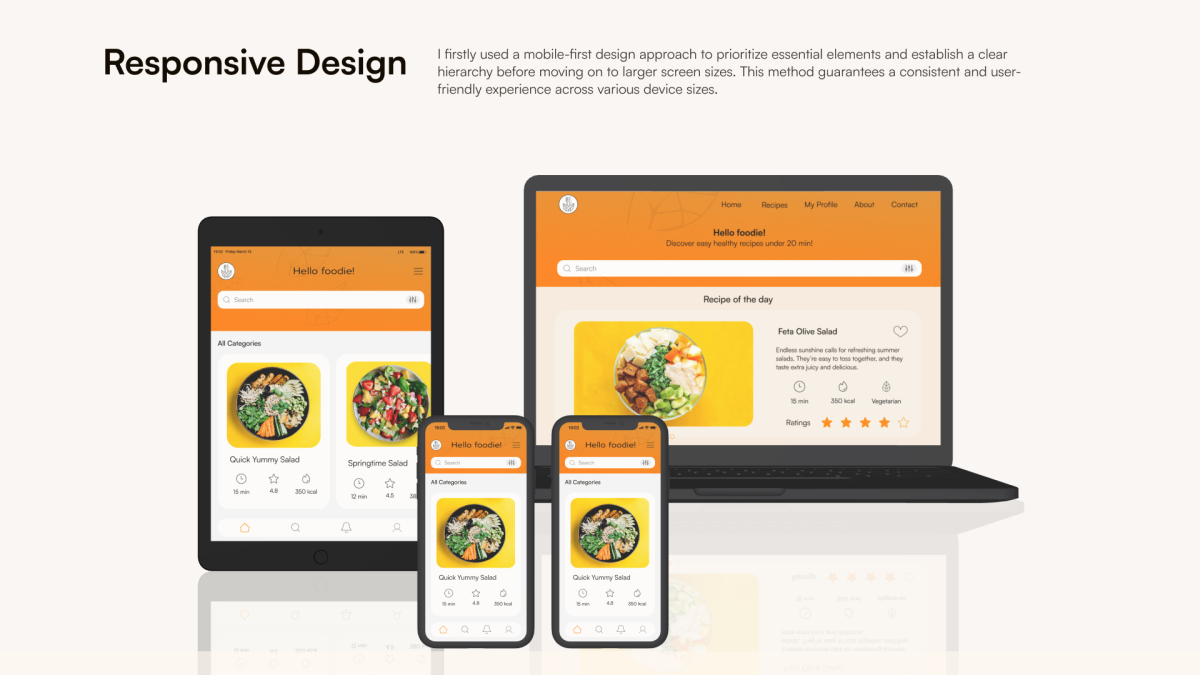 Responsive Design
I firstly used a mobile-first design approach to prioritize essential elements and establish a clear
hierarchy before moving on to larger screen sizes. This method guarantees a consistent and user-
friendly experience across various device sizes.
Home Recipes My Profile About Contact
Hello foodie!
Discover easy healthy recipes under 20 min!
Search
Recipe of the day
Feta Olive Salad
Endless sunshine calls for refreshing summer
salads. They're easy to toss together, and they
taste extra juicy and delicious.
15 min 350 kcal Vegetarian
Ratings
Hello foodie!
Search
All Categories
Quick Yummy Salad
15 min 4.8 350 kcal
Springtime Salad
12 min 4.5
19:02
Hello foodie!
Search
All Categories
Quick Yummy Salad
15 min 4.8 350 kcal
19:02
Hello foodie!
Search
All Categories
Quick Yummy Salad
15 min 4.8 350 kcal